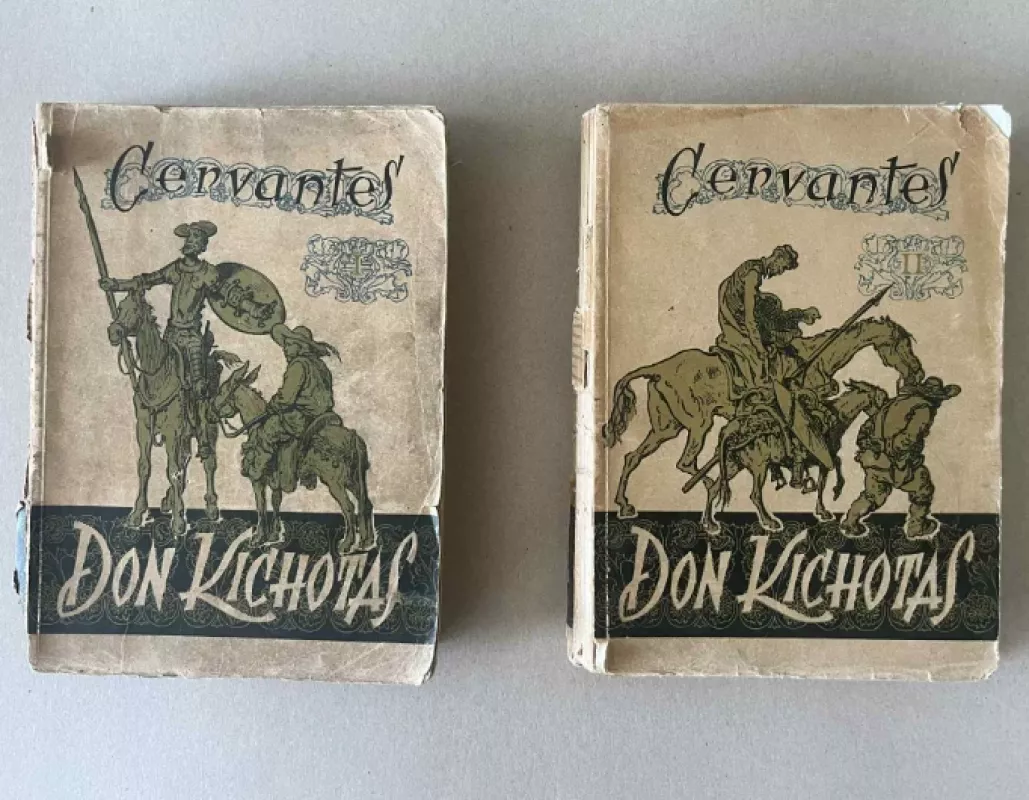 Cervantes
I
DON KICHOTAS
Cervantes
II
DON KICHOTAS